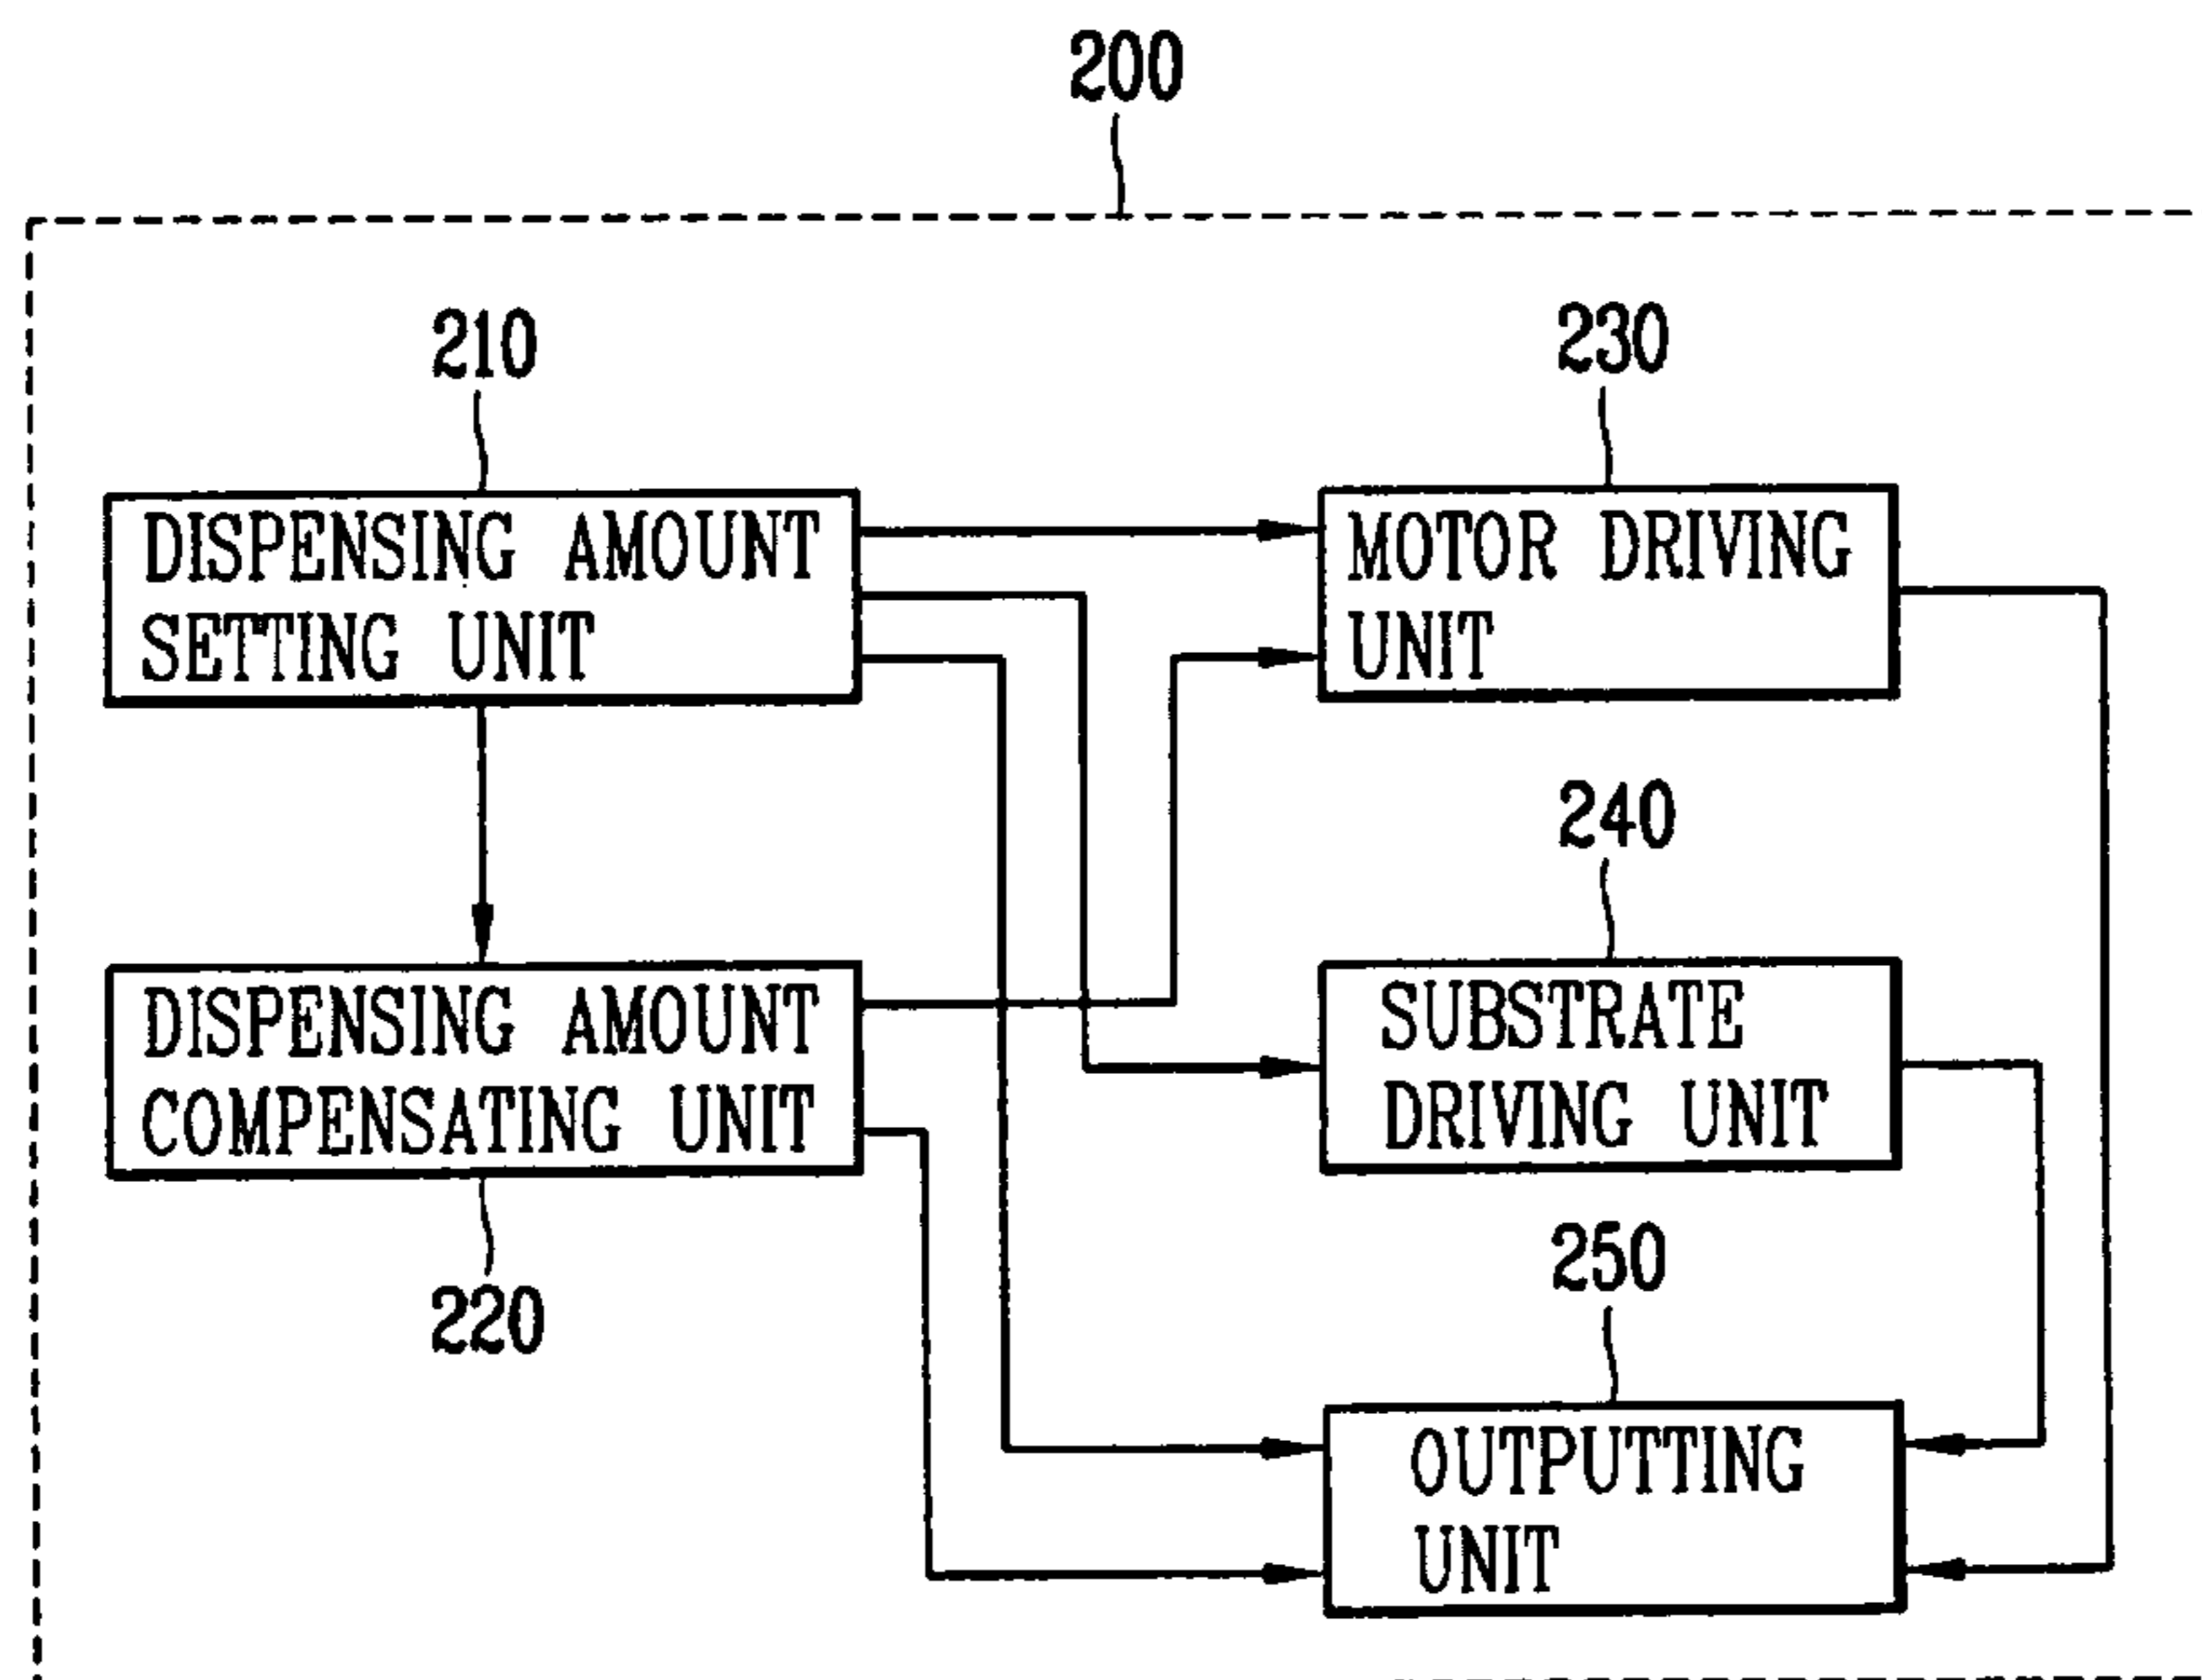 200
210
230
DISPENSING AMOUNT
SETTING UNIT
MOTOR DRIVING
UNIT
240
DISPENSING AMOUNT
COMPENSATING UNIT
SUBSTRATE
DRIVING UNIT
220
250
OUTPUTTING
UNIT